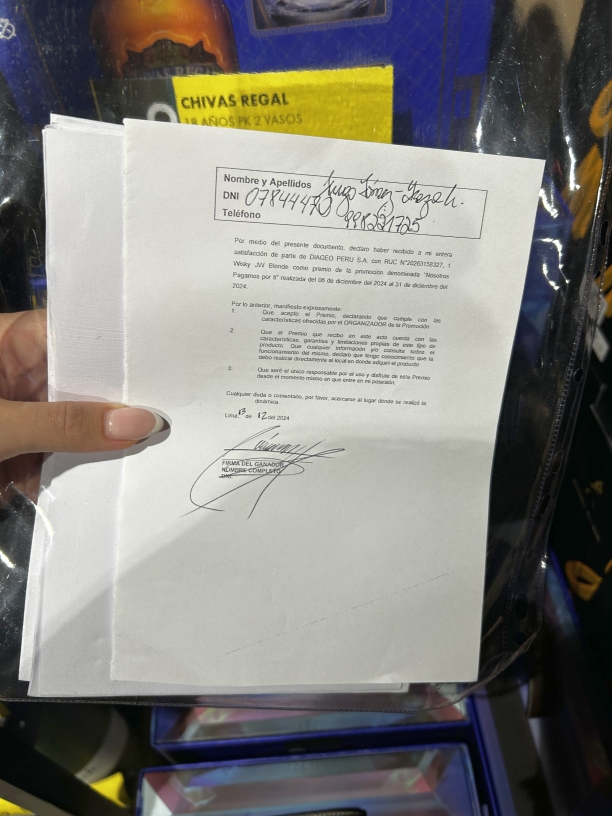 CHIVAS REGAL
18 AÑOS PK 2 VASOS
Nombre y Apellidos Hugo
DNI 07844470
Teléfono
Por medio del presente documento, declaro haber recibido a mi entera
satisfacción de parte de DIAGEO PERU S.A. con RUC N°20263158327, 1
Wisky JW Blonde como premio de la promoción denominada "Nosotros
Pagamos por ti" realizada del 06 de diciembre del 2024 al 31 de diciembre del
2024.
Por lo anterior, manifiesto expresamente:
1. Que acepto el Premio, declarando que cumple con las
características ofrecidas por el ORGANIZADOR de la Promoción
2. Que el Premio que recibo en este acto cuenta con las
características, garantías y limitaciones propias de este tipo de
producto. Que cualquier información y/o consulta sobre el
funcionamiento del mismo, declaro que tengo conocimiento que la
debo realizar directamente al local en donde adquirí el producto
3. Que seré el único responsable por el uso y disfrute de este Premio
desde el momento mismo en que entre en mi posesión.
Cualquier duda o comentario, por favor, acercarse al lugar donde se realizó la
dinámica.
Lima, 13 de 12 del 2024
FIRMA DEL GANADOR
NOMBRE COMPLETO
DNI: